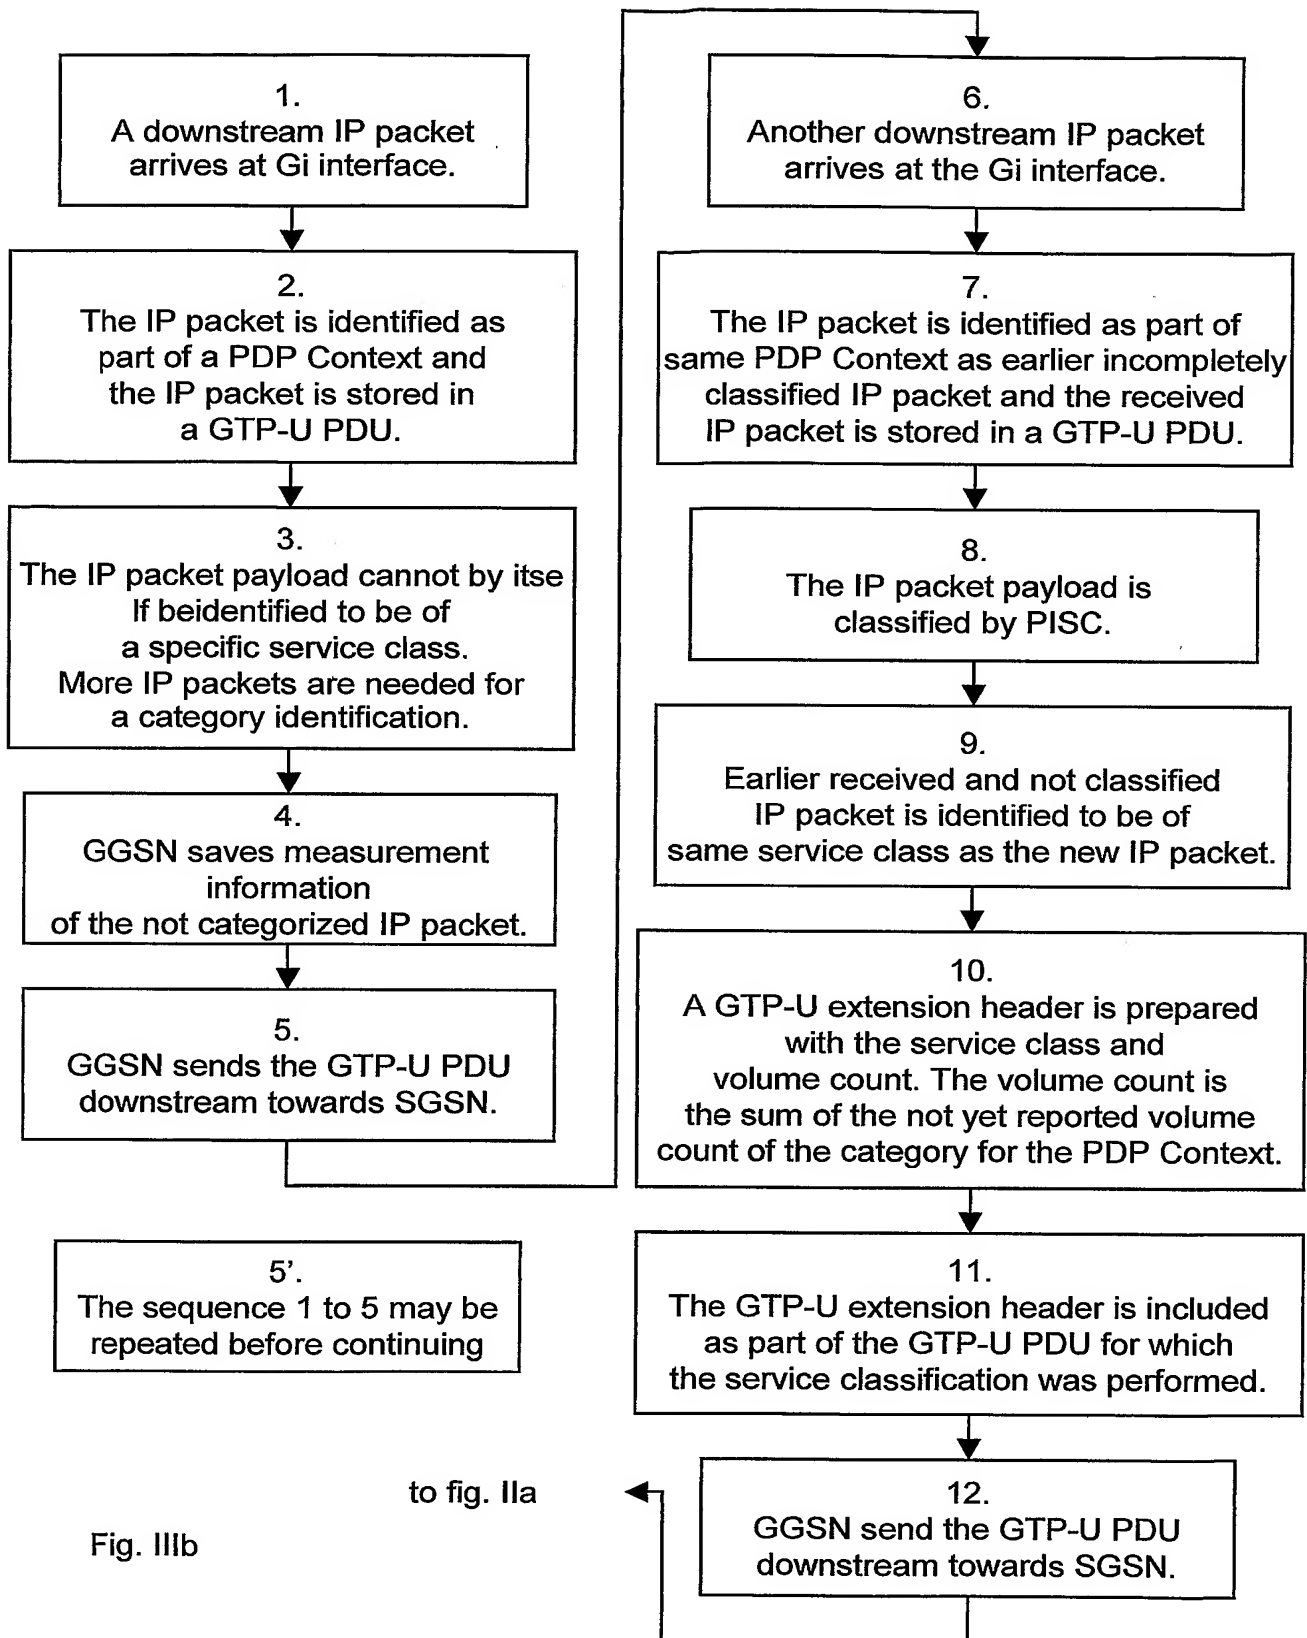 1.
A downstream IP packet
arrives at Gi interface.
2.
The IP packet is identified as
part of a PDP Context and
the IP packet is stored in
a GTP-U PDU.
3.
The IP packet payload cannot by itse
lf beidentified to be of
a specific service class.
More IP packets are needed for
a category identification.
4.
GGSN saves measurement
information
of the not categorized IP packet.
5.
GGSN sends the GTP-U PDU
downstream towards SGSN.
5'.
The sequence 1 to 5 may be
repeated before continuing
6.
Another downstream IP packet
arrives at the Gi interface.
7.
The IP packet is identified as part of
same PDP Context as earlier incompletely
classified IP packet and the received
IP packet is stored in a GTP-U PDU.
8.
The IP packet payload is
classified by PISC.
9.
Earlier received and not classified
IP packet is identified to be of
same service class as the new IP packet.
10.
A GTP-U extension header is prepared
with the service class and
volume count. The volume count is
the sum of the not yet reported volume
count of the category for the PDP Context.
11.
The GTP-U extension header is included
as part of the GTP-U PDU for which
the service classification was performed.
12.
GGSN send the GTP-U PDU
downstream towards SGSN.
to fig. IIa
Fig. IIIb